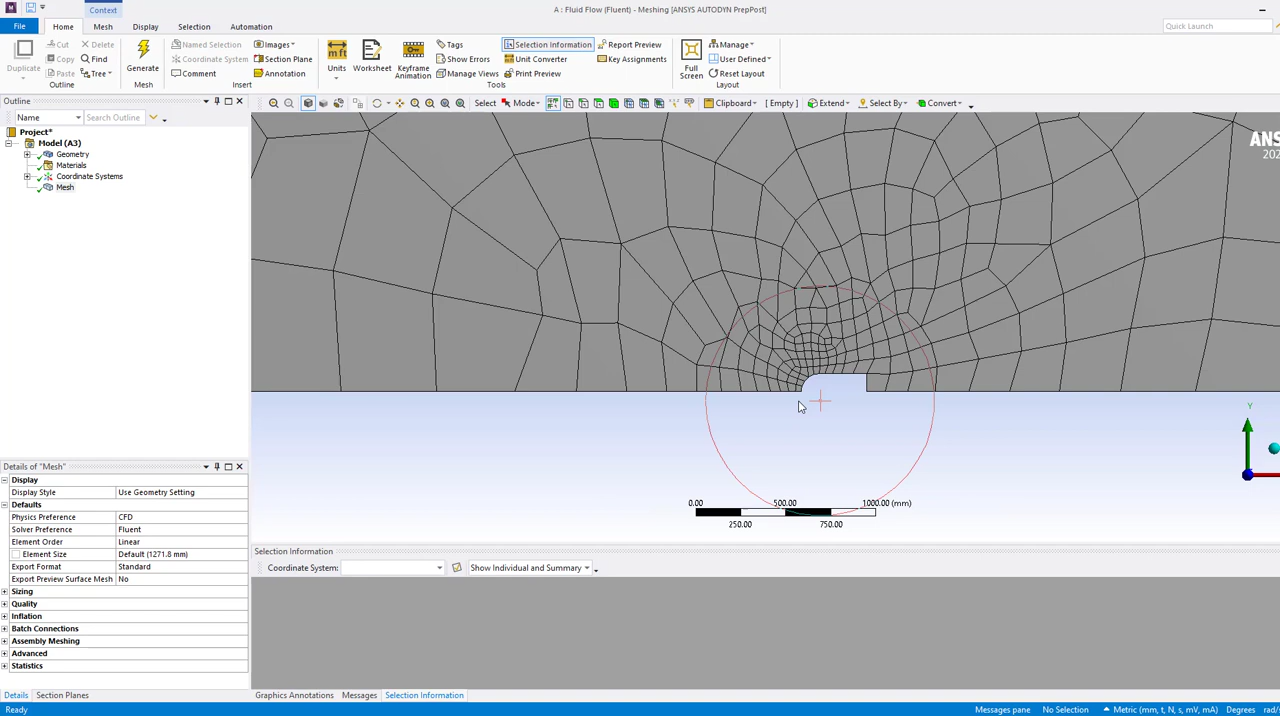 Context
A : Fluid Flow (Fluent) - Meshing [ANSYS AUTODYN PrepPost]
File Home Mesh Display Selection Automation Quick Launch
Duplicate Cut Delete
Copy Find
Paste Tree
Outline
Generate
Mesh
Named Selection Images
Coordinate System Section Plane
Comment Annotation
Insert
Units Worksheet Keyframe Animation
Tags Selection Information Report Preview
Show Errors Unit Converter Key Assignments
Manage Views Print Preview
Tools
Full Screen
Manage
User Defined
Reset Layout
Layout
Outline
Name Search Outline
Select Mode Clipboard [ Empty ] Extend Select By Convert
Project*
Model (A3)
Geometry
Materials
Coordinate Systems
Mesh
ANS
202
Y
0.00 500.00 1000.00 (mm)
250.00 750.00
Details of "Mesh"
Display
Display Style Use Geometry Setting
Defaults
Physics Preference CFD
Solver Preference Fluent
Element Order Linear
Element Size Default (1271.8 mm)
Export Format Standard
Export Preview Surface Mesh No
Sizing
Quality
Inflation
Batch Connections
Assembly Meshing
Advanced
Statistics
Selection Information
Coordinate System: Show Individual and Summary
Details Section Planes
Graphics Annotations Messages Selection Information
Ready
Messages pane No Selection Metric (mm, t, N, s, mV, mA) Degrees rad/s